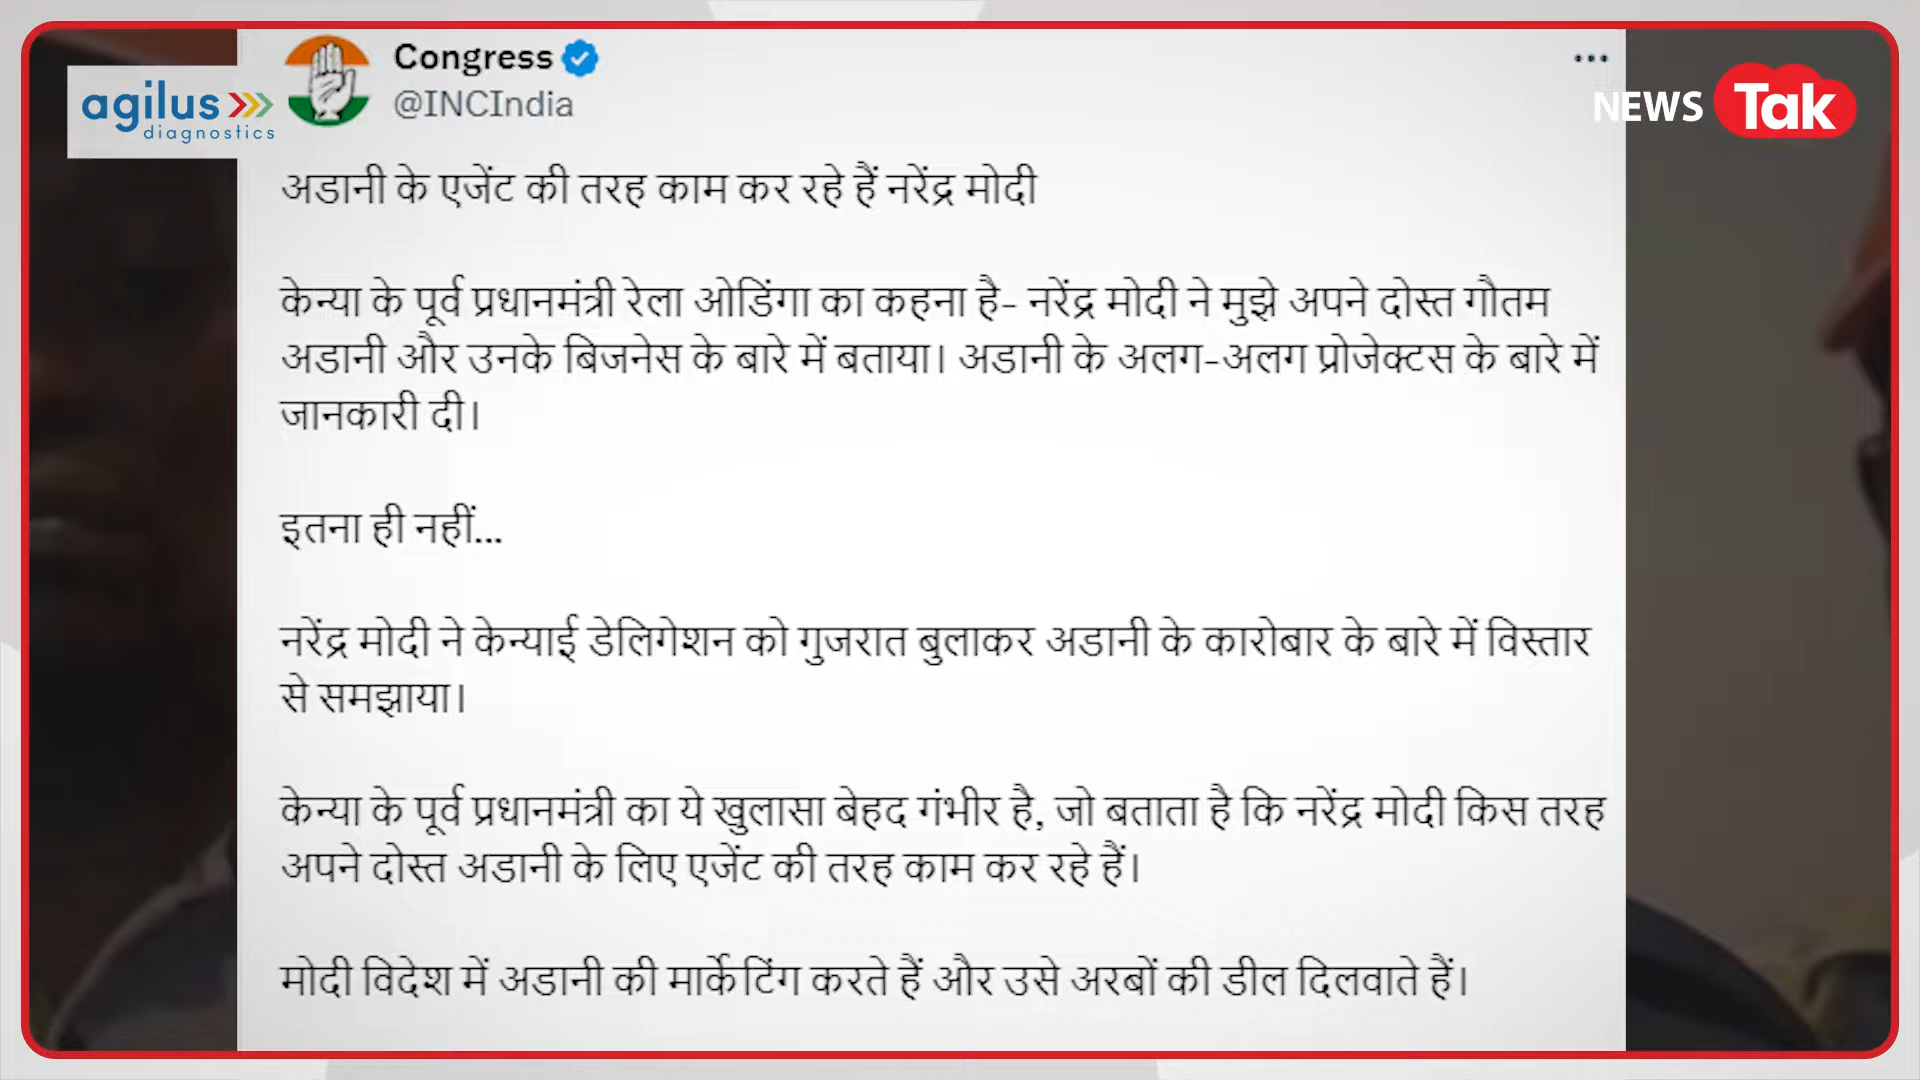 Congress
@INCIndia
agilus
diagnostics
NEWS Tak
अडानी के एजेंट की तरह काम कर रहे हैं नरेंद्र मोदी
केन्या के पूर्व प्रधानमंत्री रेला ओडिंगा का कहना है- नरेंद्र मोदी ने मुझे अपने दोस्त गौतम
अडानी और उनके बिजनेस के बारे में बताया। अडानी के अलग-अलग प्रोजेक्टस के बारे में
जानकारी दी।
इतना ही नहीं...
नरेंद्र मोदी ने केन्याई डेलिगेशन को गुजरात बुलाकर अडानी के कारोबार के बारे में विस्तार
से समझाया।
केन्या के पूर्व प्रधानमंत्री का ये खुलासा बेहद गंभीर है, जो बताता है कि नरेंद्र मोदी किस तरह
अपने दोस्त अडानी के लिए एजेंट की तरह काम कर रहे हैं।
मोदी विदेश में अडानी की मार्केटिंग करते हैं और उसे अरबों की डील दिलवाते हैं।